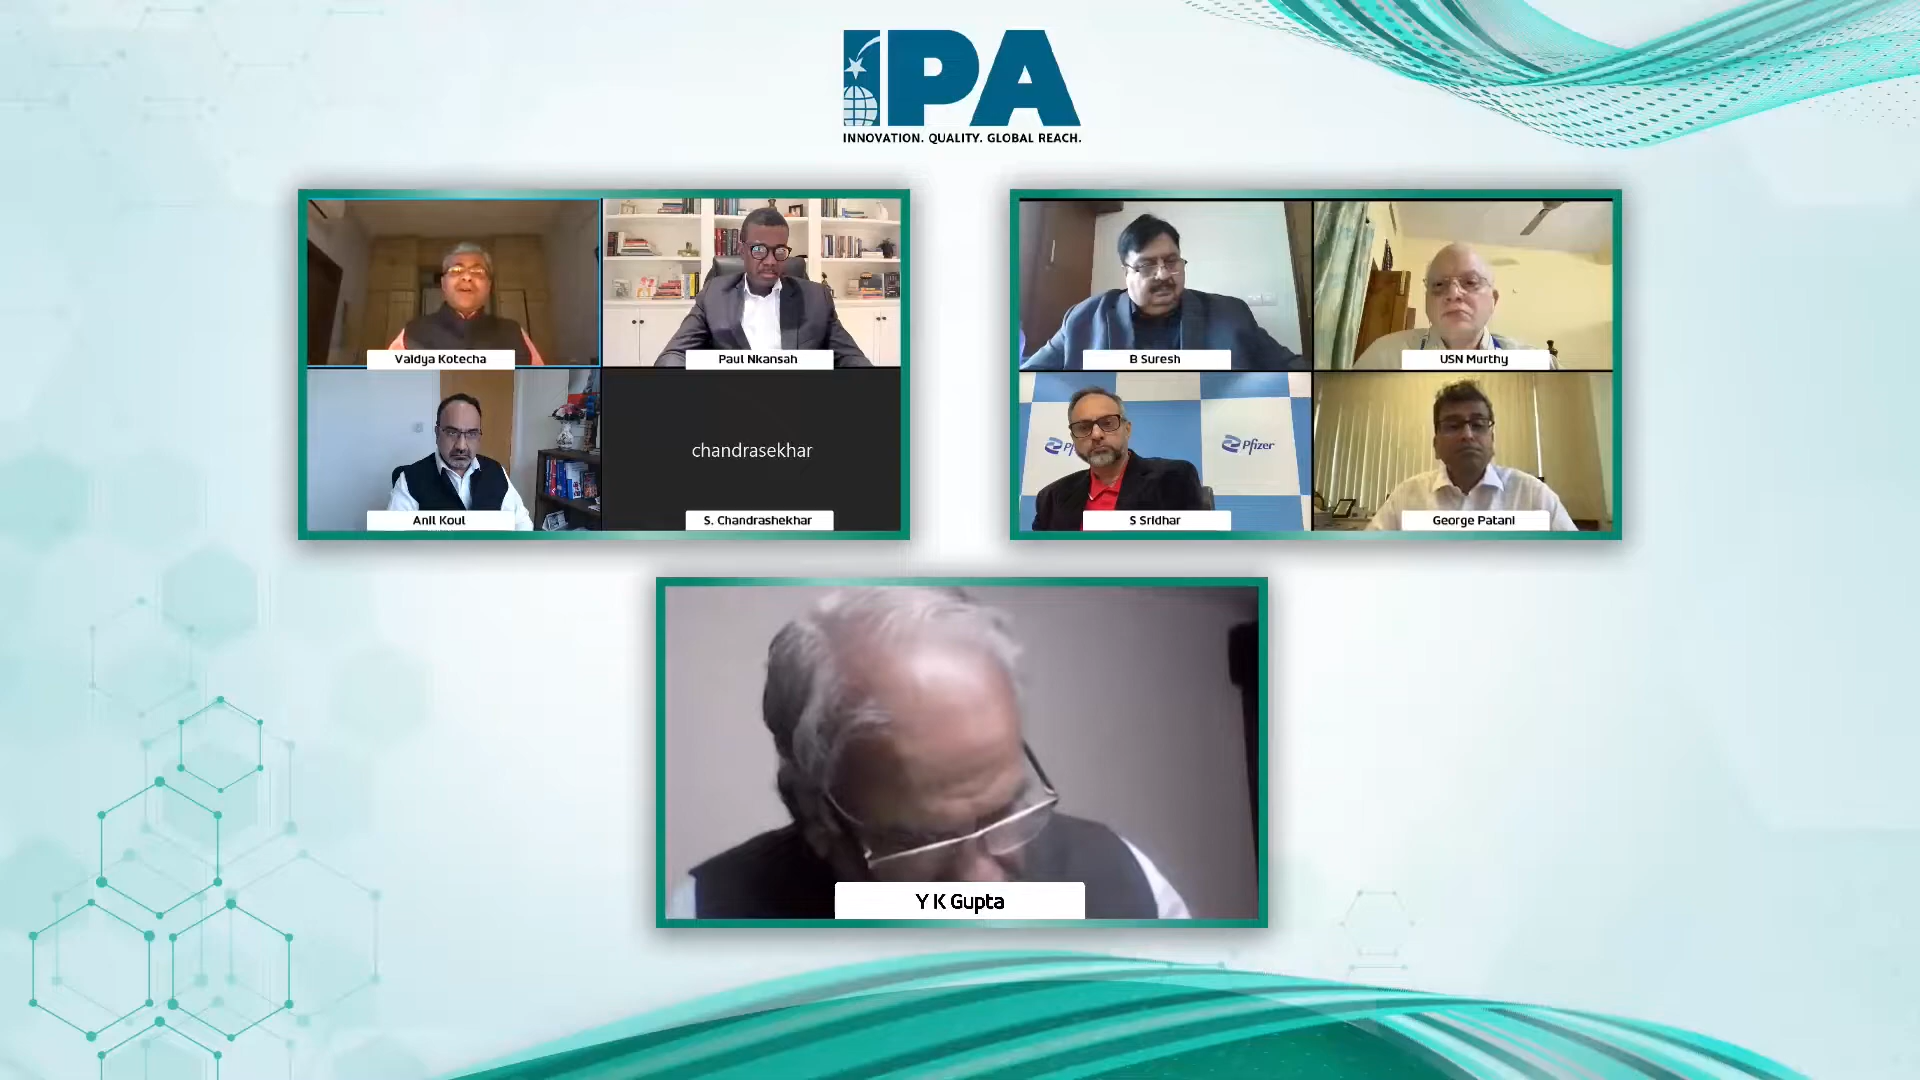 IPA
INNOVATION. QUALITY. GLOBAL REACH.
Vaidya Kotecha
Paul Nkansah
Anil Koul
chandrasekhar
S. Chandrashekhar
B Suresh
USN Murthy
Pfizer
S Sridhar
George Patani
Y K Gupta